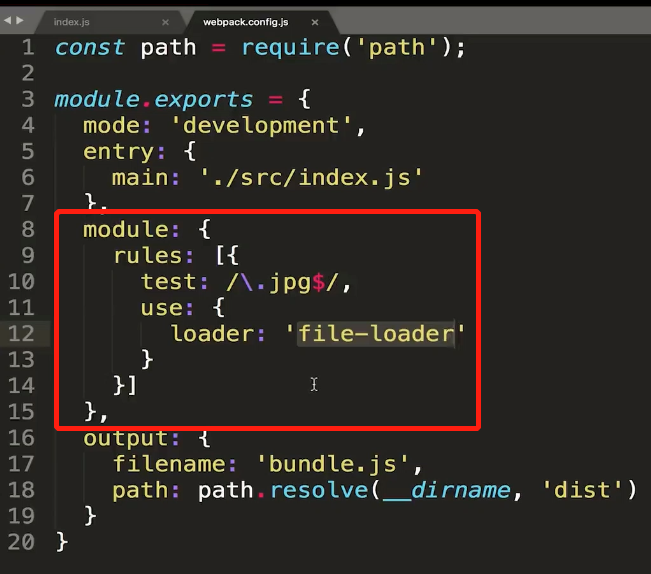 index.js × webpack.config.js ×
1 const path = require('path');
2
3 module.exports = {
4 mode: 'development',
5 entry: {
6 main: './src/index.js'
7 },
8 module: {
9 rules: [{
10 test: /\.jpg$/,
11 use: {
12 loader: 'file-loader'
13 }
14 }]
15 },
16 output: {
17 filename: 'bundle.js',
18 path: path.resolve(__dirname, 'dist')
19 }
20 }